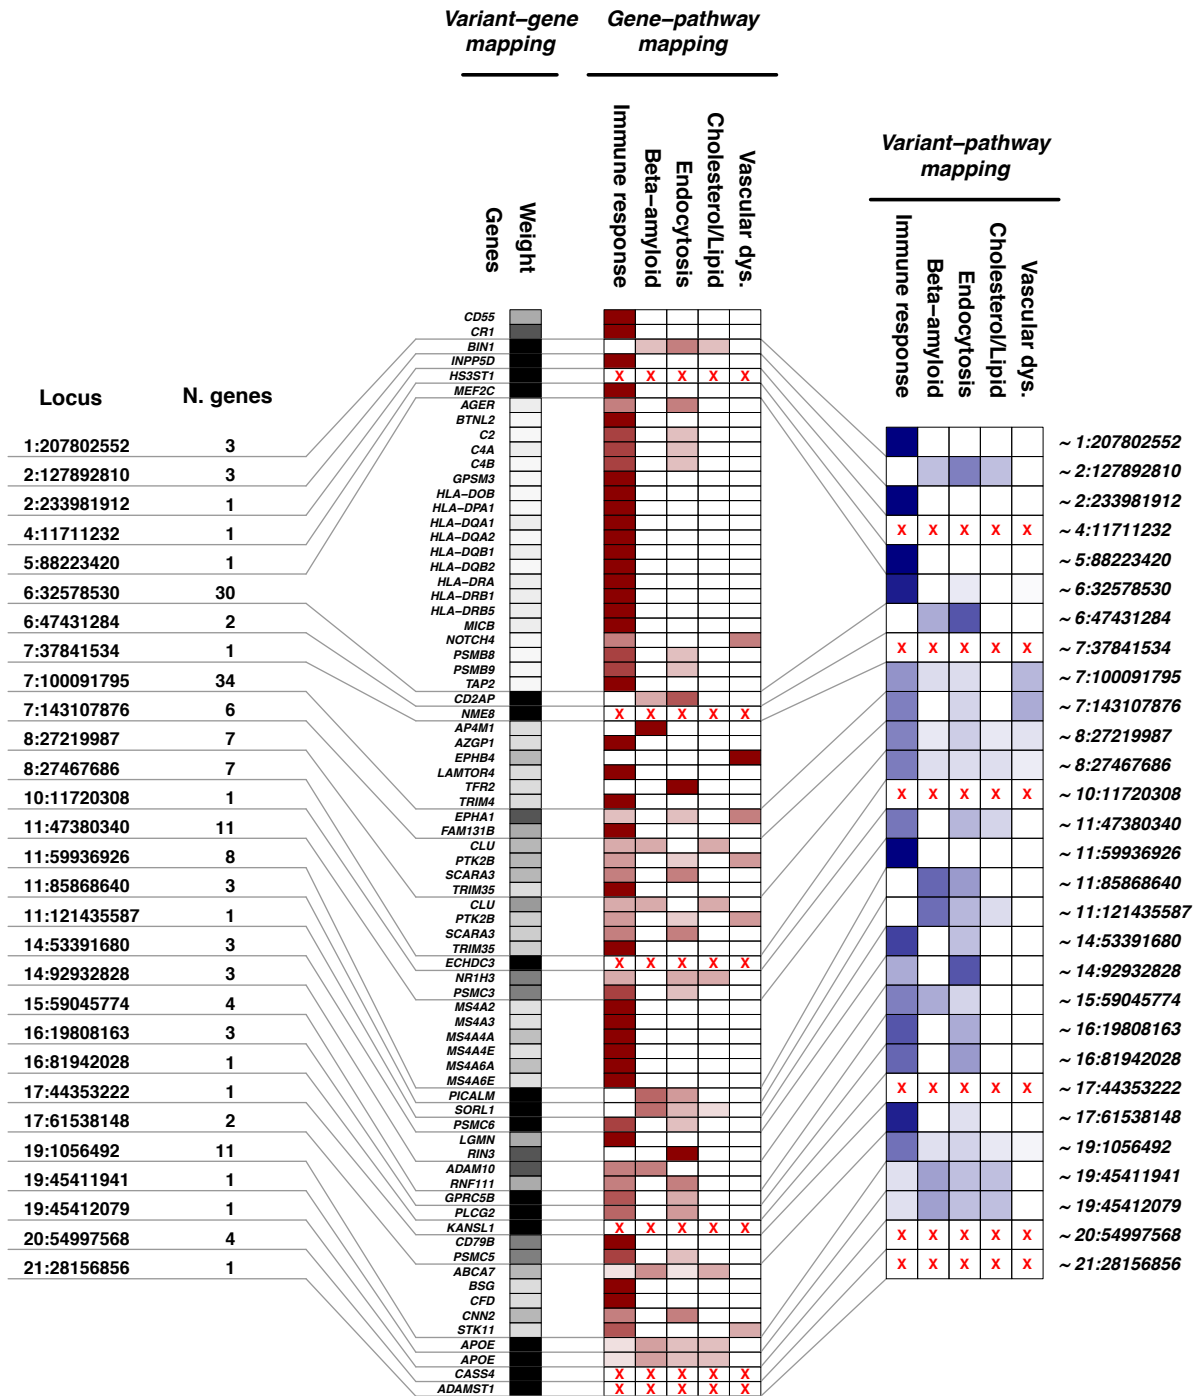 Variant–gene mapping
Gene–pathway mapping
Variant–pathway mapping
Genes
Weight
Immune response
Beta–amyloid
Endocytosis
Cholesterol/Lipid
Vascular dys.
Immune response
Beta–amyloid
Endocytosis
Cholesterol/Lipid
Vascular dys.
Locus N. genes
1:207802552 3
2:127892810 3
2:233981912 1
4:11711232 1
5:88223420 1
6:32578530 30
6:47431284 2
7:37841534 1
7:100091795 34
7:143107876 6
8:27219987 7
8:27467686 7
10:11720308 1
11:47380340 11
11:59936926 8
11:85868640 3
11:121435587 1
14:53391680 3
14:92932828 3
15:59045774 4
16:19808163 3
16:81942028 1
17:44353222 1
17:61538148 2
19:1056492 11
19:45411941 1
19:45412079 1
20:54997568 4
21:28156856 1
CD55
CR1
BIN1
INPP5D
HS3ST1 X X X X X
MEF2C
AGER
BTNL2
C2
C4A
C4B
GPSM3
HLA–DOB
HLA–DPA1
HLA–DQA1
HLA–DQA2
HLA–DQB1
HLA–DQB2
HLA–DRA
HLA–DRB1
HLA–DRB5
MICB
NOTCH4
PSMB8
PSMB9
TAP2
CD2AP
NME8 X X X X X
AP4M1
AZGP1
EPHB4
LAMTOR4
TFR2
TRIM4
EPHA1
FAM131B
CLU
PTK2B
SCARA3
TRIM35
CLU
PTK2B
SCARA3
TRIM35
ECHDC3 X X X X X
NR1H3
PSMC3
MS4A2
MS4A3
MS4A4A
MS4A4E
MS4A6A
MS4A6E
PICALM
SORL1
PSMC6
LGMN
RIN3
ADAM10
RNF111
GPRC5B
PLCG2
KANSL1 X X X X X
CD79B
PSMC5
ABCA7
BSG
CFD
CNN2
STK11
APOE
APOE
CASS4 X X X X X
ADAMST1 X X X X X
~ 1:207802552
~ 2:127892810
~ 2:233981912
X X X X X ~ 4:11711232
~ 5:88223420
~ 6:32578530
~ 6:47431284
X X X X X ~ 7:37841534
~ 7:100091795
~ 7:143107876
~ 8:27219987
~ 8:27467686
X X X X X ~ 10:11720308
~ 11:47380340
~ 11:59936926
~ 11:85868640
~ 11:121435587
~ 14:53391680
~ 14:92932828
~ 15:59045774
~ 16:19808163
~ 16:81942028
X X X X X ~ 17:44353222
~ 17:61538148
~ 19:1056492
~ 19:45411941
~ 19:45412079
X X X X X ~ 20:54997568
X X X X X ~ 21:28156856